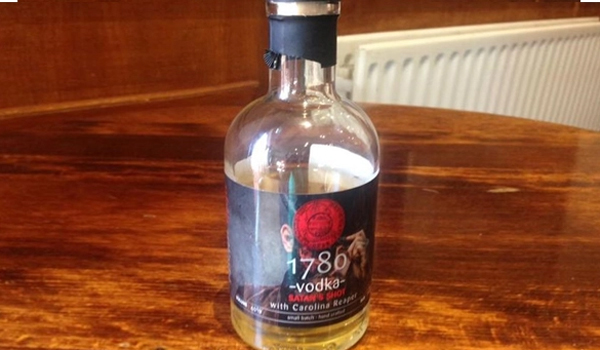 1786
-vodka-
SATAN'S SHOT
with Carolina Reaper
small batch - hand crafted